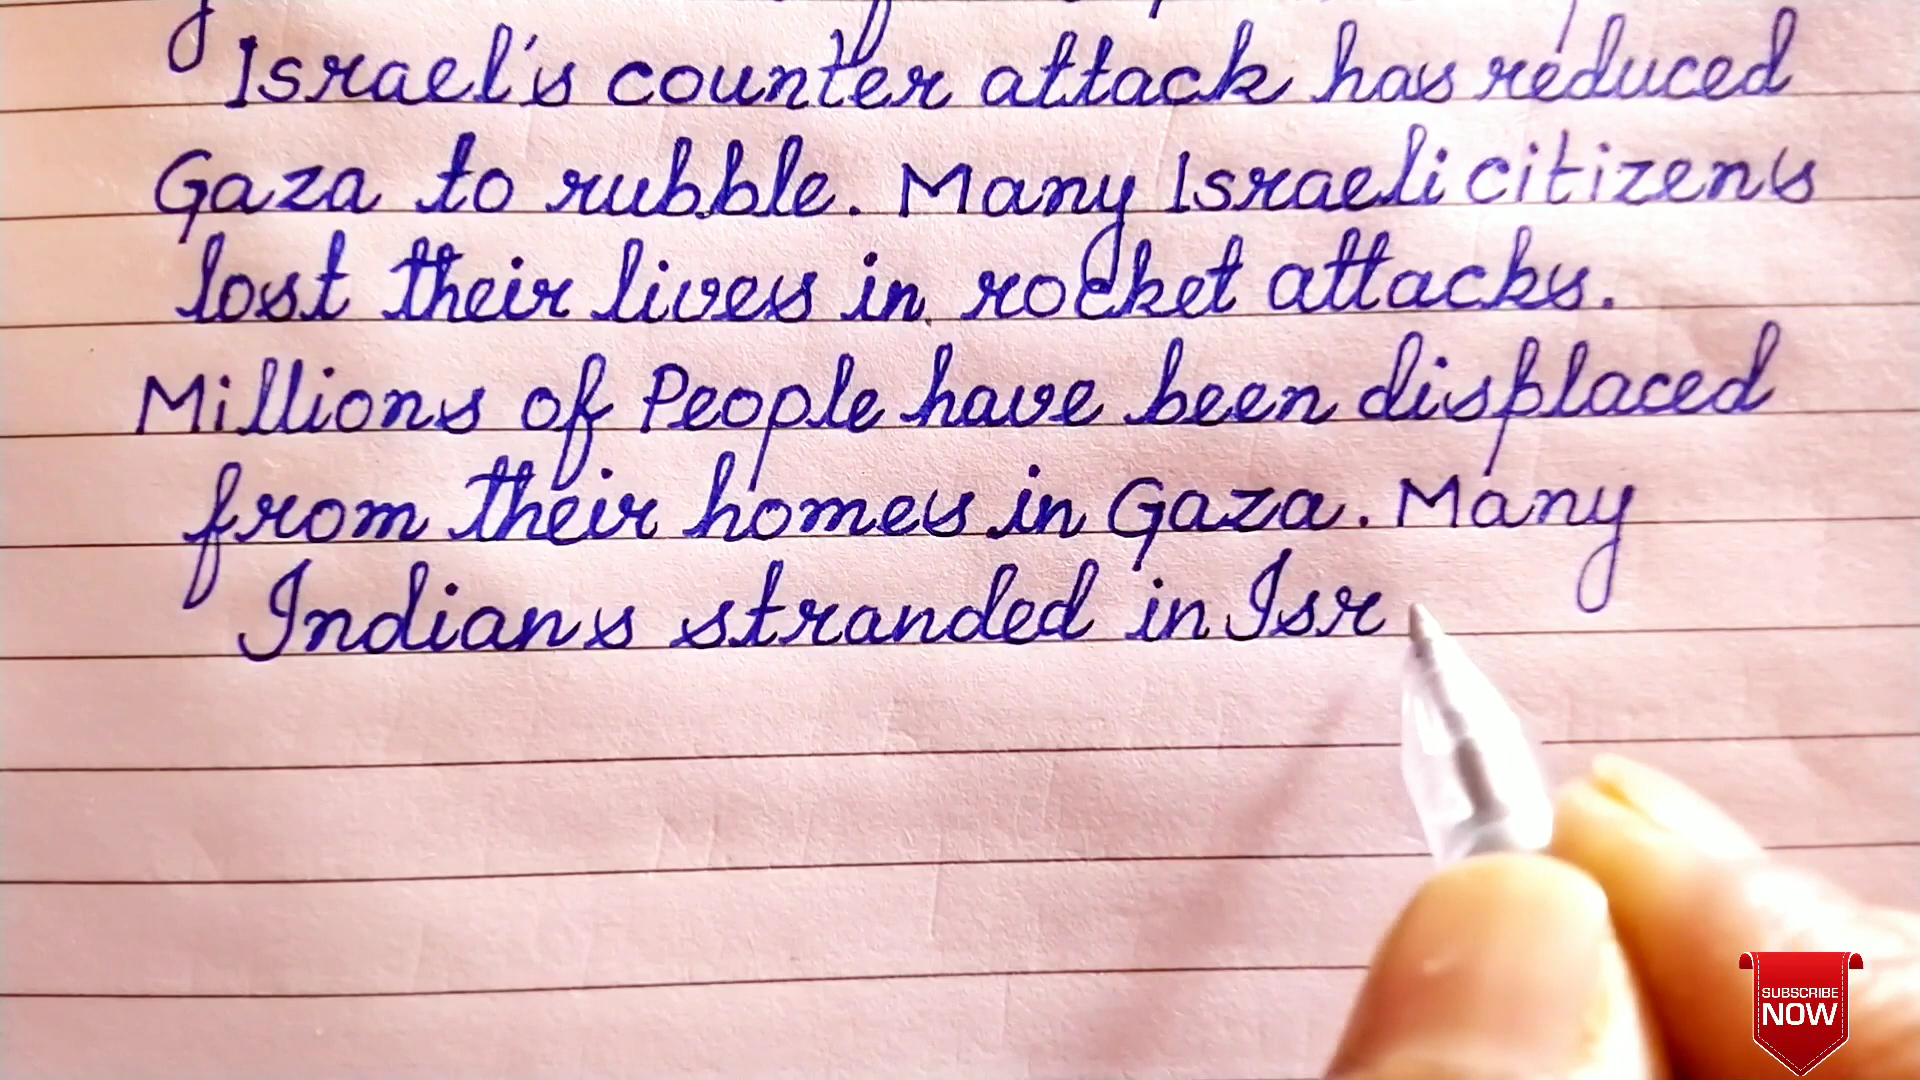 Israel's counter attack has reduced
Gaza to rubble. Many Israeli citizens
lost their lives in rocket attacks.
Millions of People have been displaced
from their homes in Gaza. Many
Indians stranded in Isr
SUBSCRIBE
NOW